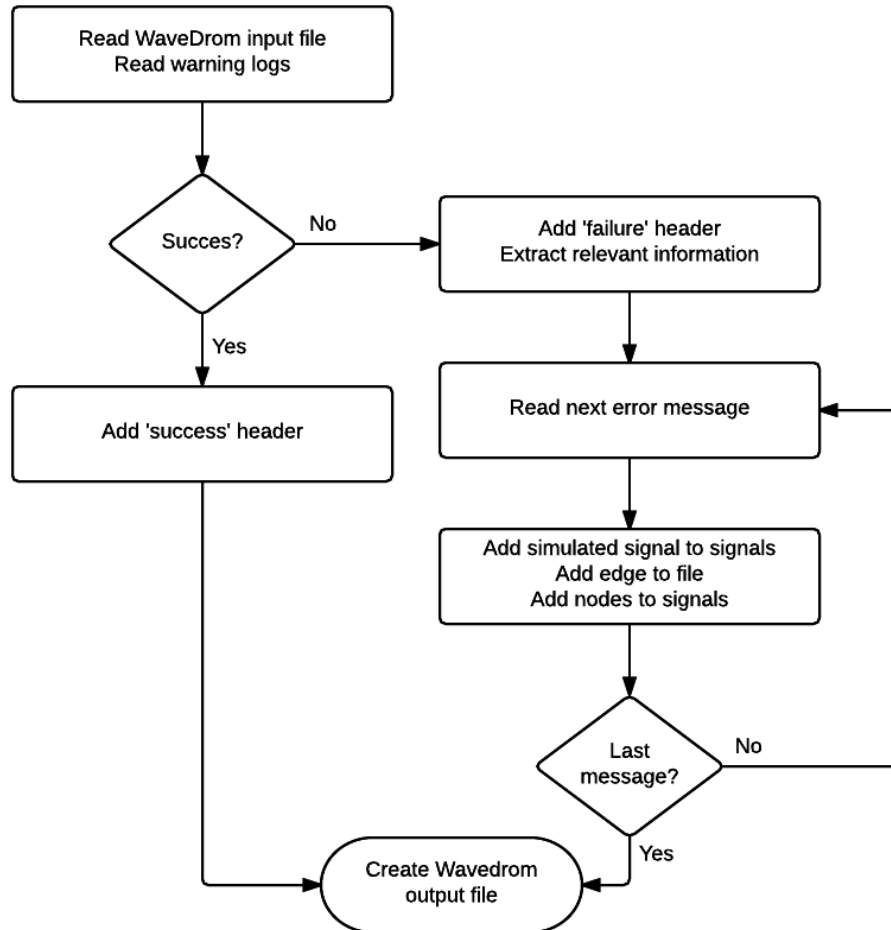 Read WaveDrom input file
Read warning logs
Succes?
No
Add 'failure' header
Extract relevant information
Yes
Add 'success' header
Read next error message
Add simulated signal to signals
Add edge to file
Add nodes to signals
Last
message?
No
Yes
Create Wavedrom
output file